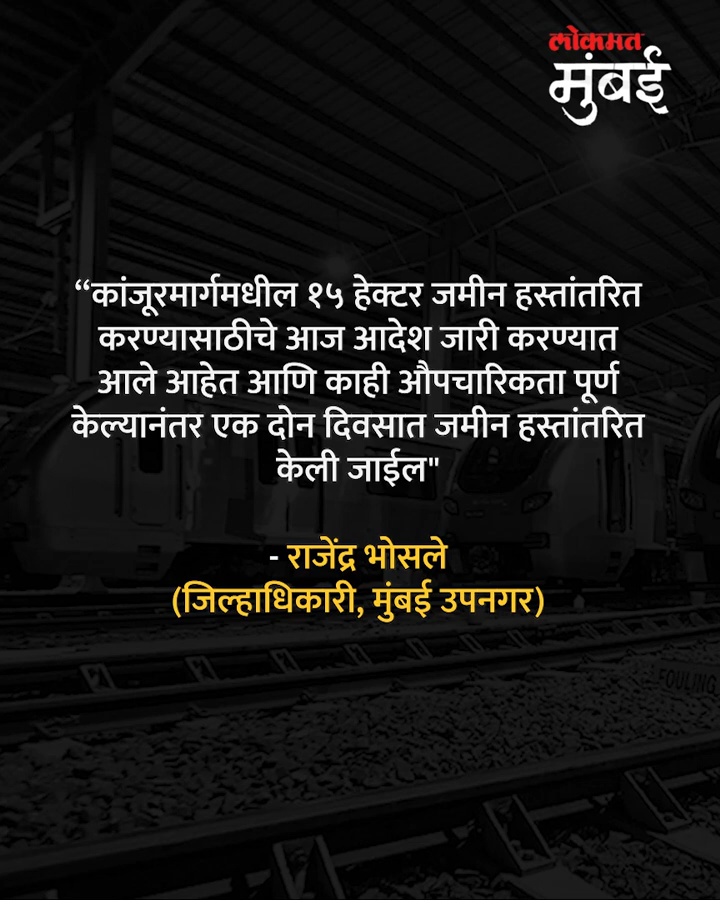 लोकमत
मुंबई
“कांजूरमार्गमधील १५ हेक्टर जमीन हस्तांतरित
करण्यासाठीचे आज आदेश जारी करण्यात
आले आहेत आणि काही औपचारिकता पूर्ण
केल्यानंतर एक दोन दिवसात जमीन हस्तांतरित
केली जाईल"
- राजेंद्र भोसले
(जिल्हाधिकारी, मुंबई उपनगर)
FOULING